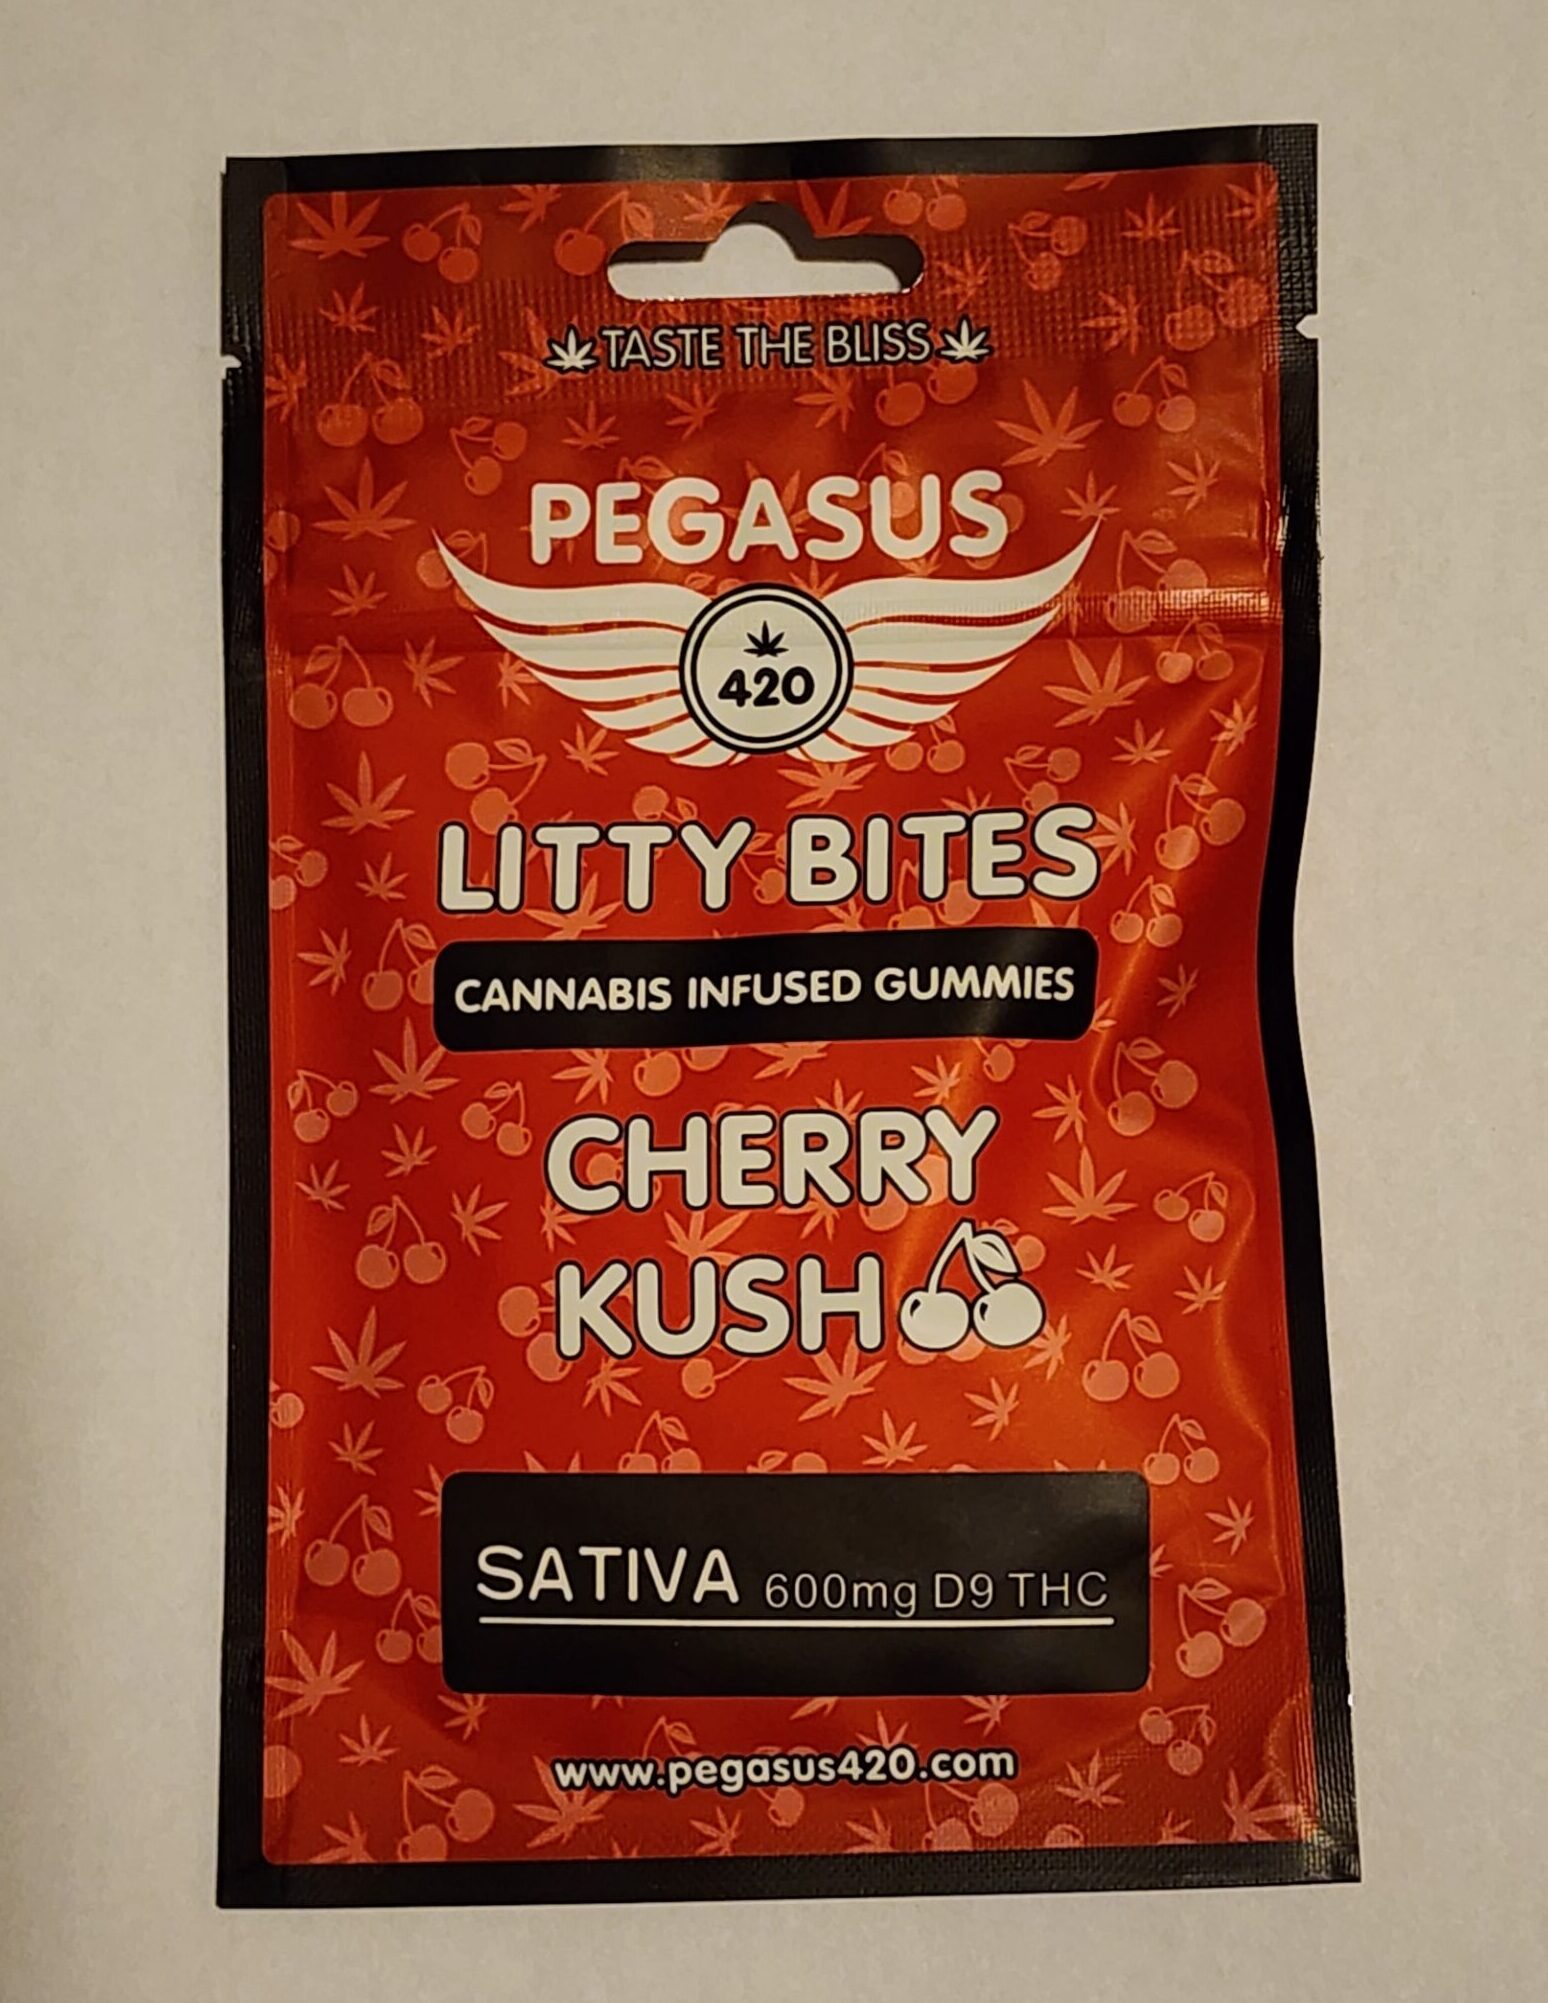 TASTE THE BLISS
PEGASUS
420
LITTY BITES
CANNABIS INFUSED GUMMIES
CHERRY
KUSH
SATIVA 600mg D9 THC
www.pegasus420.com